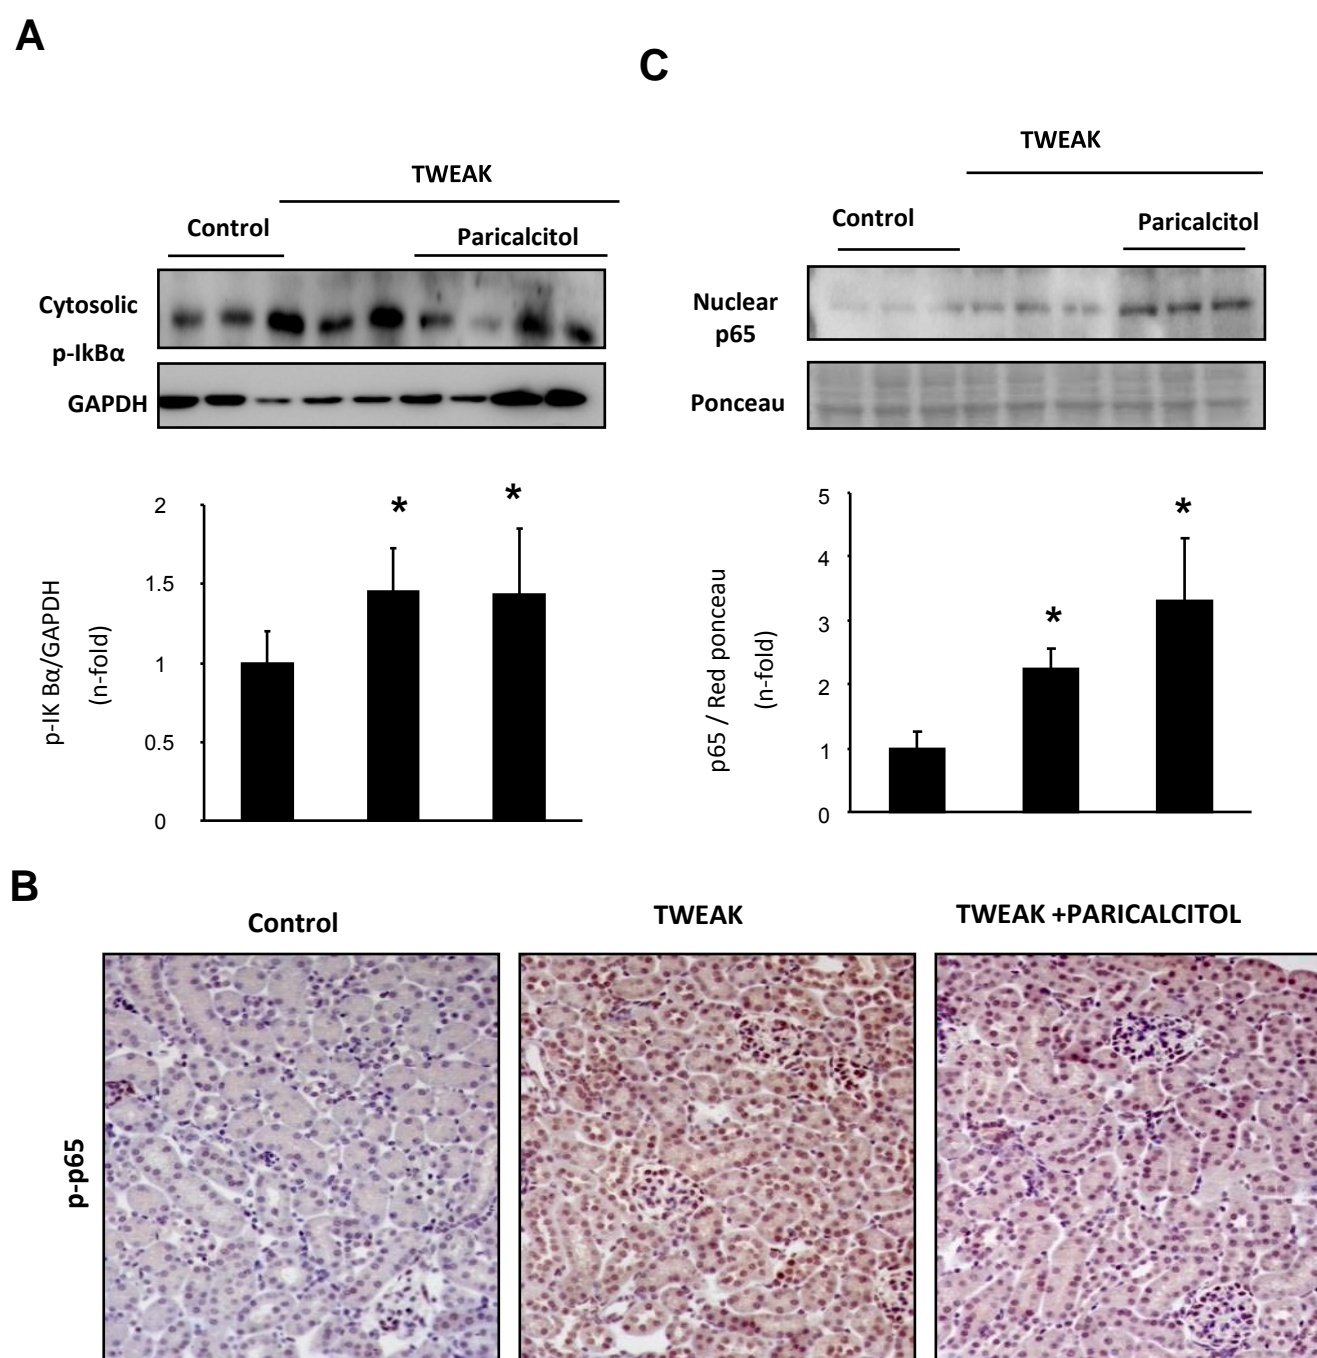 A
TWEAK
Control
Paricalcitol
Cytosolic
p-IkBα
GAPDH
*
*
2
1.5
1
0.5
0
p-IK Bα/GAPDH
(n-fold)
C
TWEAK
Control
Paricalcitol
Nuclear
p65
Ponceau
*
*
5
4
3
2
1
0
p65 / Red ponceau
(n-fold)
B
Control
TWEAK
TWEAK +PARICALCITOL
p-p65